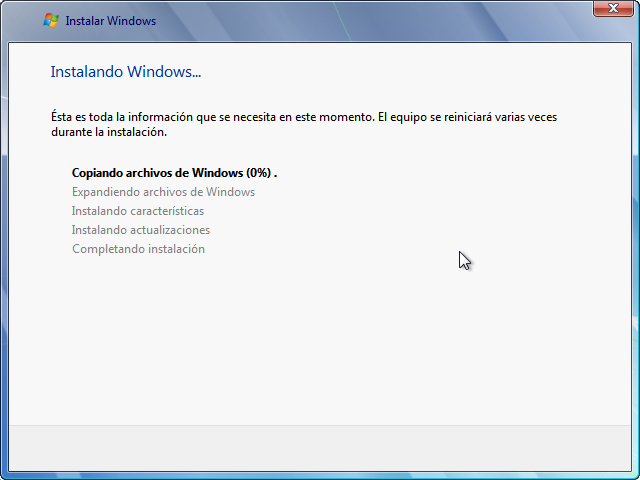 Instalar Windows
Instalando Windows...
Ésta es toda la información que se necesita en este momento. El equipo se reiniciará varias veces
durante la instalación.
Copiando archivos de Windows (0%) .
Expandiendo archivos de Windows
Instalando características
Instalando actualizaciones
Completando instalación